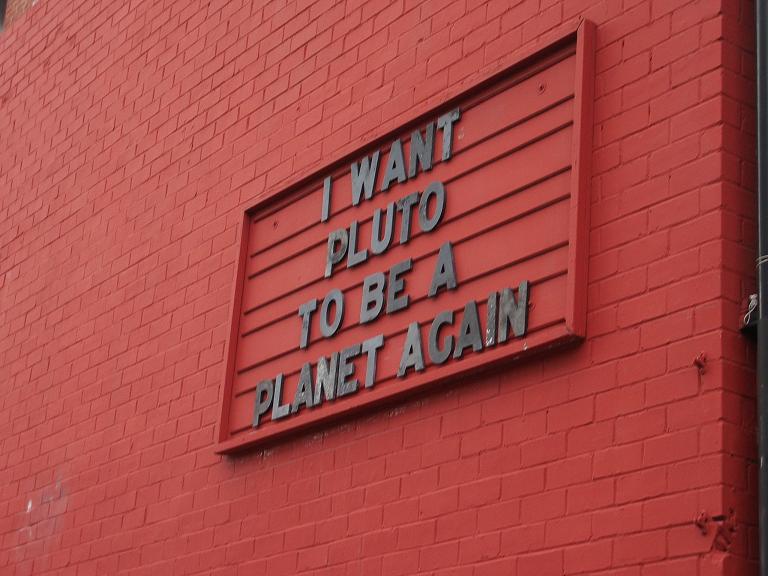 I WANT
PLUTO
TO BE A
PLANET AGAIN